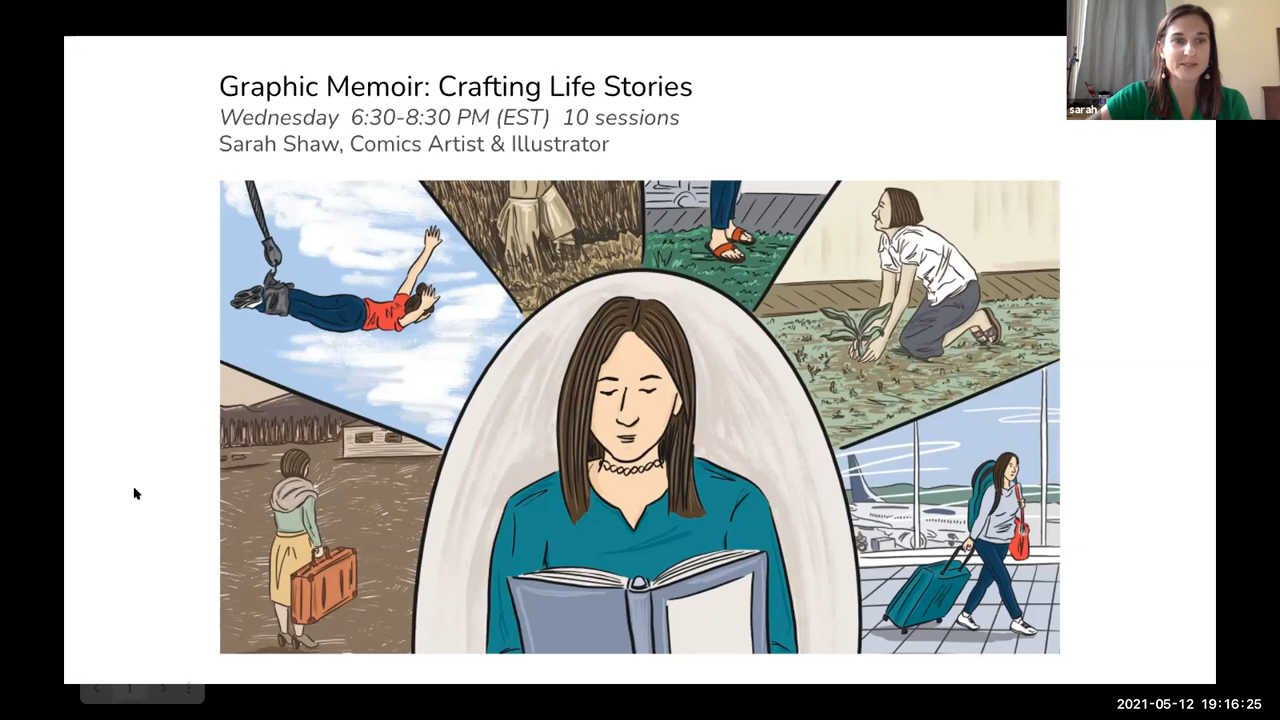 Graphic Memoir: Crafting Life Stories
Wednesday 6:30-8:30 PM (EST) 10 sessions
Sarah Shaw, Comics Artist & Illustrator
sarah
1
2021-05-12 19:16:25